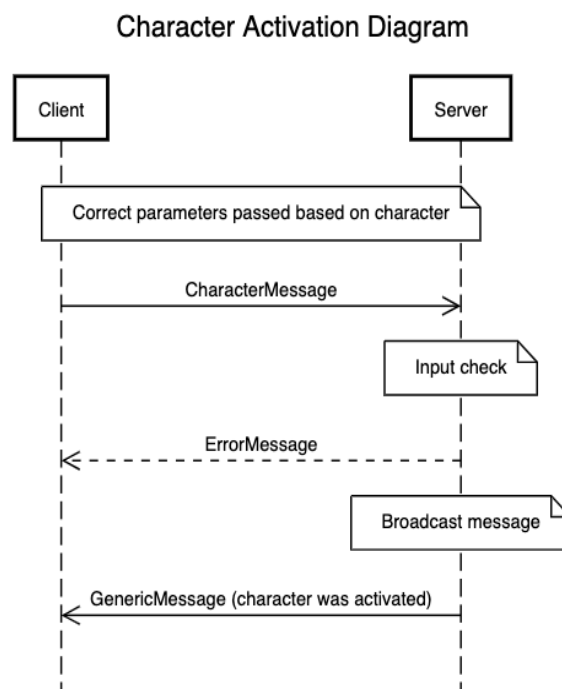 Character Activation Diagram
Client
Server
Correct parameters passed based on character
CharacterMessage
Input check
ErrorMessage
Broadcast message
GenericMessage (character was activated)